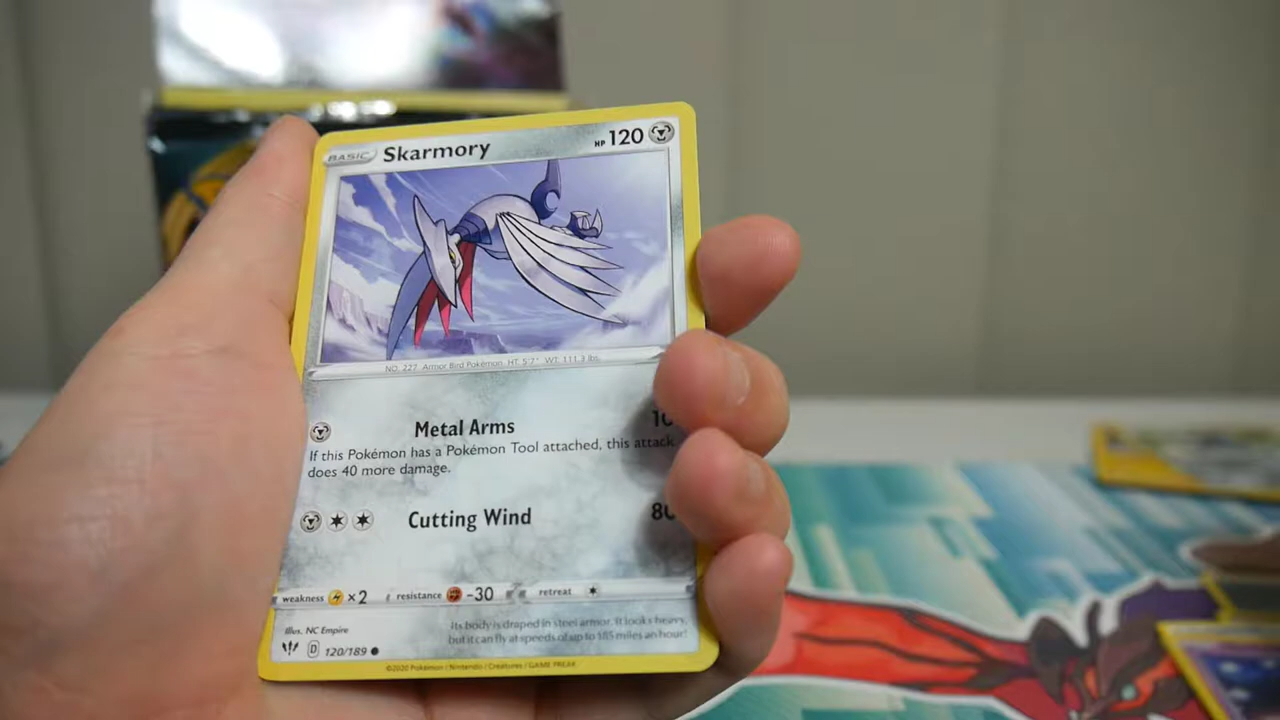 BASIC Skarmory HP 120
NO. 227 Armor Bird Pokémon HT: 5'7" WT: 111.3 lbs.
Metal Arms 10
If this Pokémon has a Pokémon Tool attached, this attack
does 40 more damage.
Cutting Wind 80
weakness ×2 resistance -30 retreat
Illus. NC Empire
Its body is draped in steel armor. It looks heavy,
but it can fly at speeds of up to 185 miles an hour!
D 120/189
©2020 Pokémon / Nintendo / Creatures / GAME FREAK